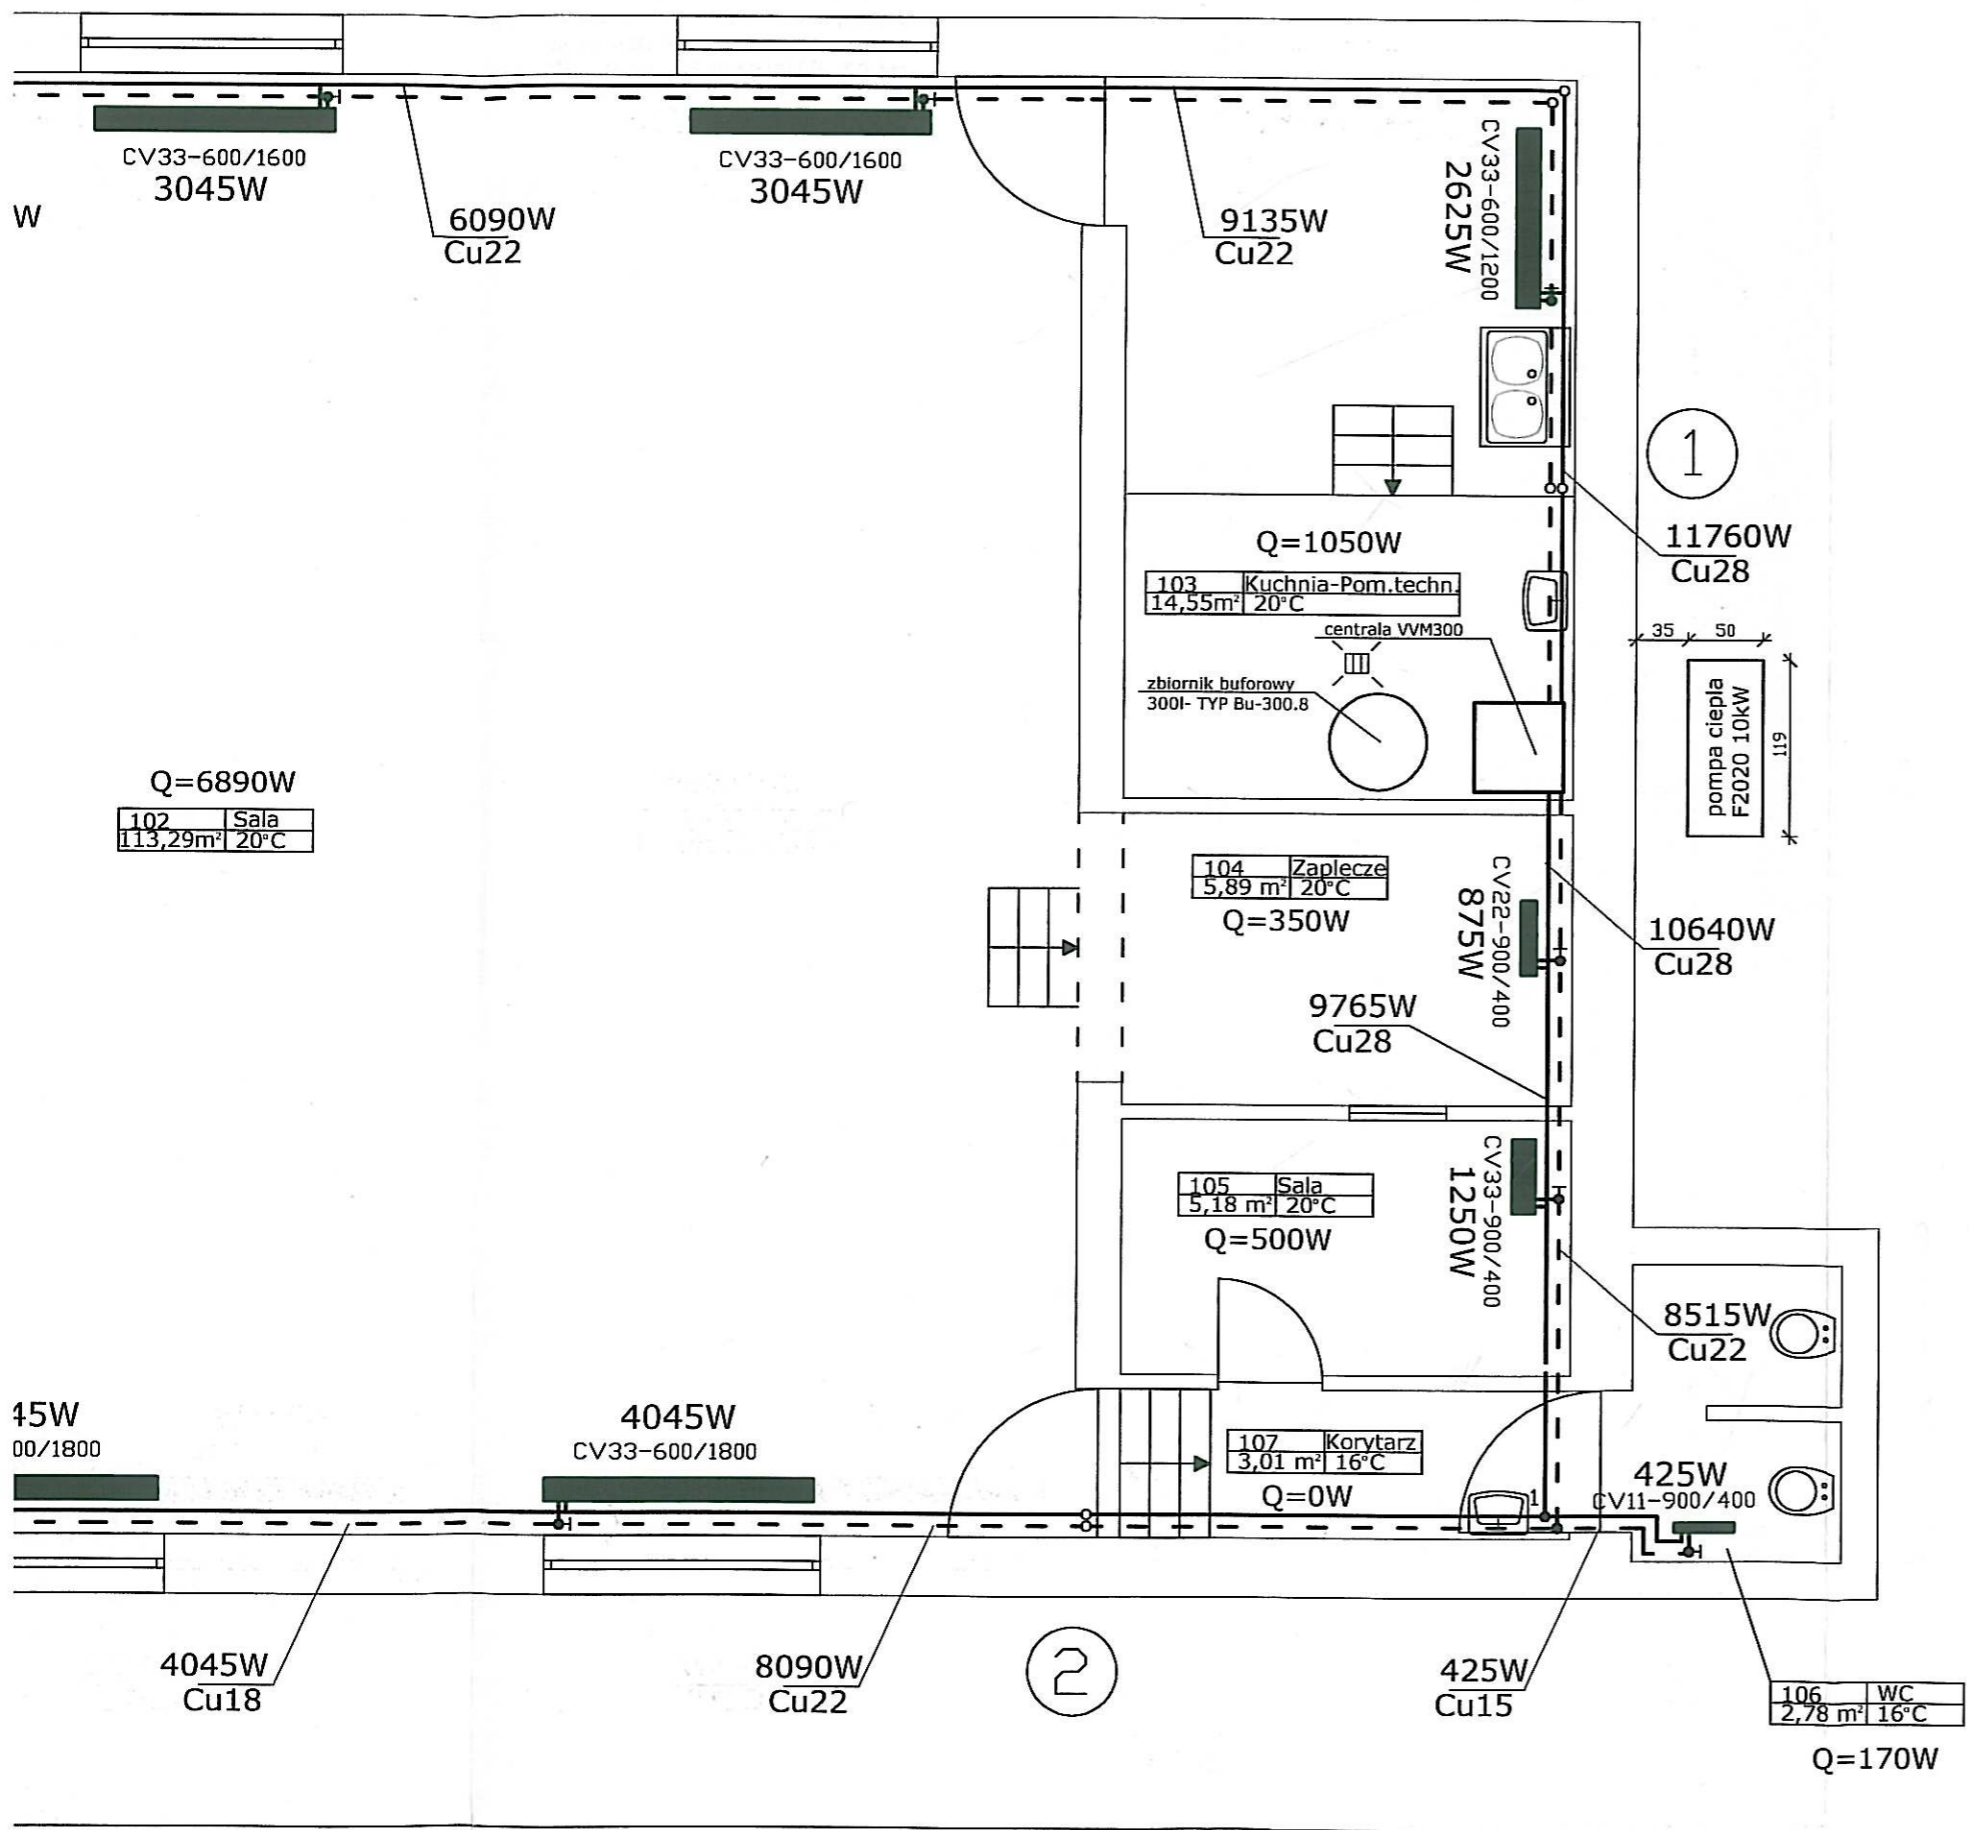 CV33-600/1600
3045W
CV33-600/1600
3045W
W
6090W
Cu22
9135W
Cu22
CV33-600/1200
2625W
1
11760W
Cu28
Q=1050W
103 Kuchnia-Pom.techn.
14,55m² 20°C
centrala VVM300
zbiornik buforowy
300l- TYP Bu-300.8
35 50
119
pompa ciepla
F2020 10kW
Q=6890W
102 Sala
113,29m² 20°C
104 Zaplecze
5,89 m² 20°C
Q=350W
CV22-900/400
875W
10640W
Cu28
9765W
Cu28
105 Sala
5,18 m² 20°C
Q=500W
CV33-900/400
1250W
8515W
Cu22
45W
00/1800
4045W
CV33-600/1800
107 Korytarz
3,01 m² 16°C
Q=0W
1
425W
CV11-900/400
4045W
Cu18
8090W
Cu22
2
425W
Cu15
106 WC
2,78 m² 16°C
Q=170W